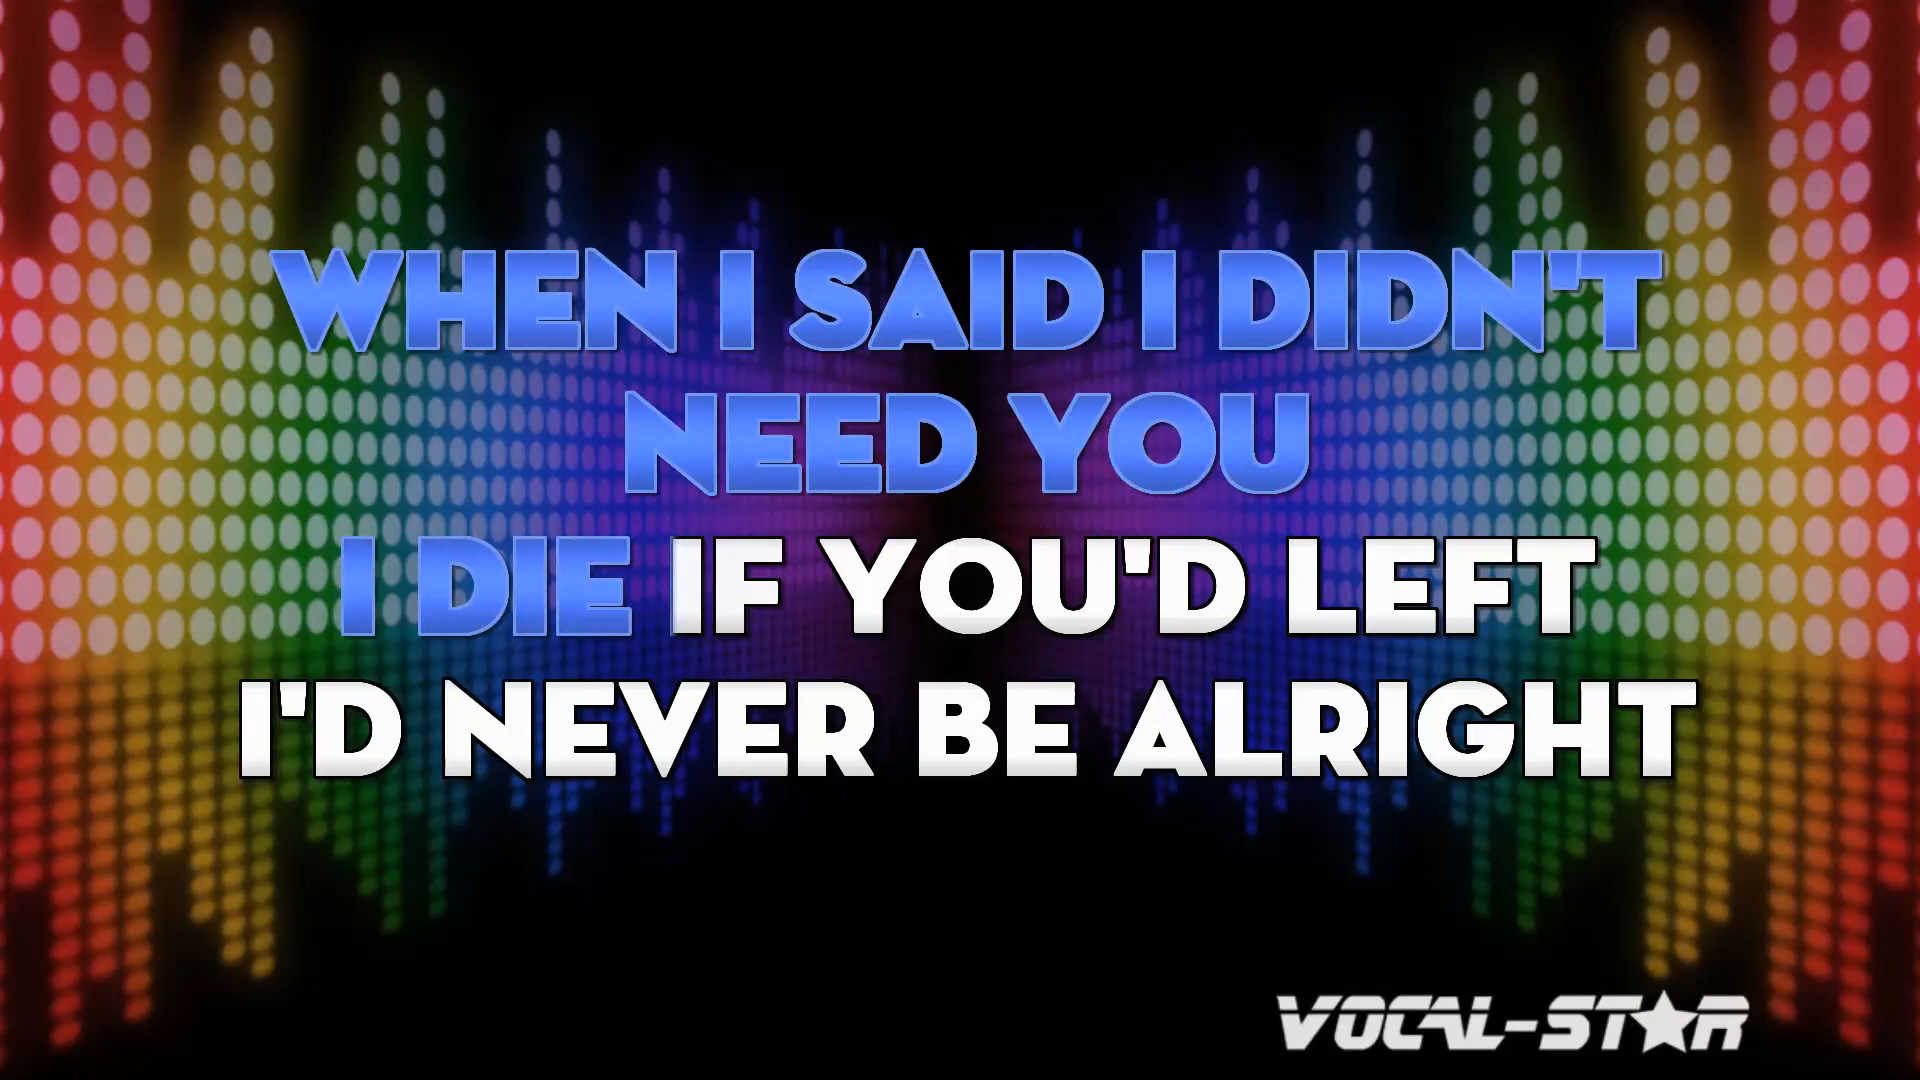 WHEN I SAID I DIDN'T
NEED YOU
I DIE IF YOU'D LEFT
I'D NEVER BE ALRIGHT
VOCAL-STAR